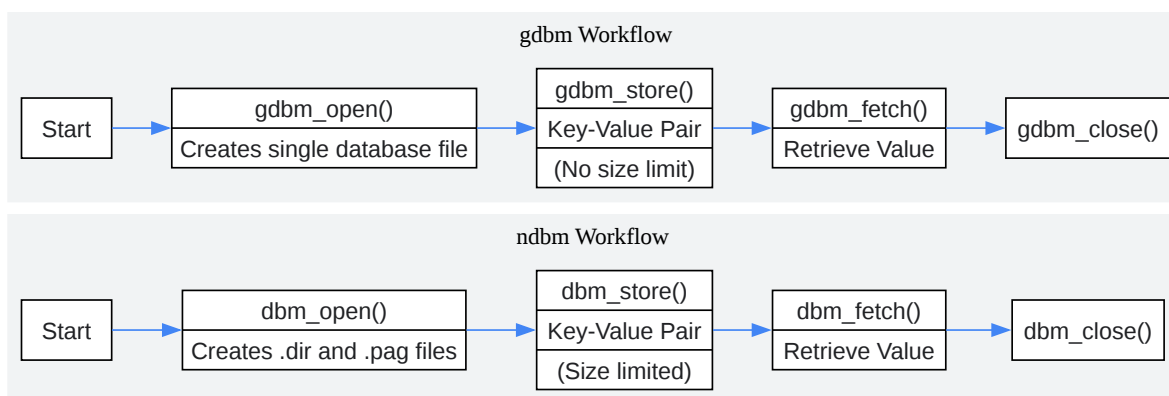 gdbm Workflow
Start
gdbm_open()
Creates single database file
gdbm_store()
Key-Value Pair
(No size limit)
gdbm_fetch()
Retrieve Value
gdbm_close()
ndbm Workflow
Start
dbm_open()
Creates .dir and .pag files
dbm_store()
Key-Value Pair
(Size limited)
dbm_fetch()
Retrieve Value
dbm_close()